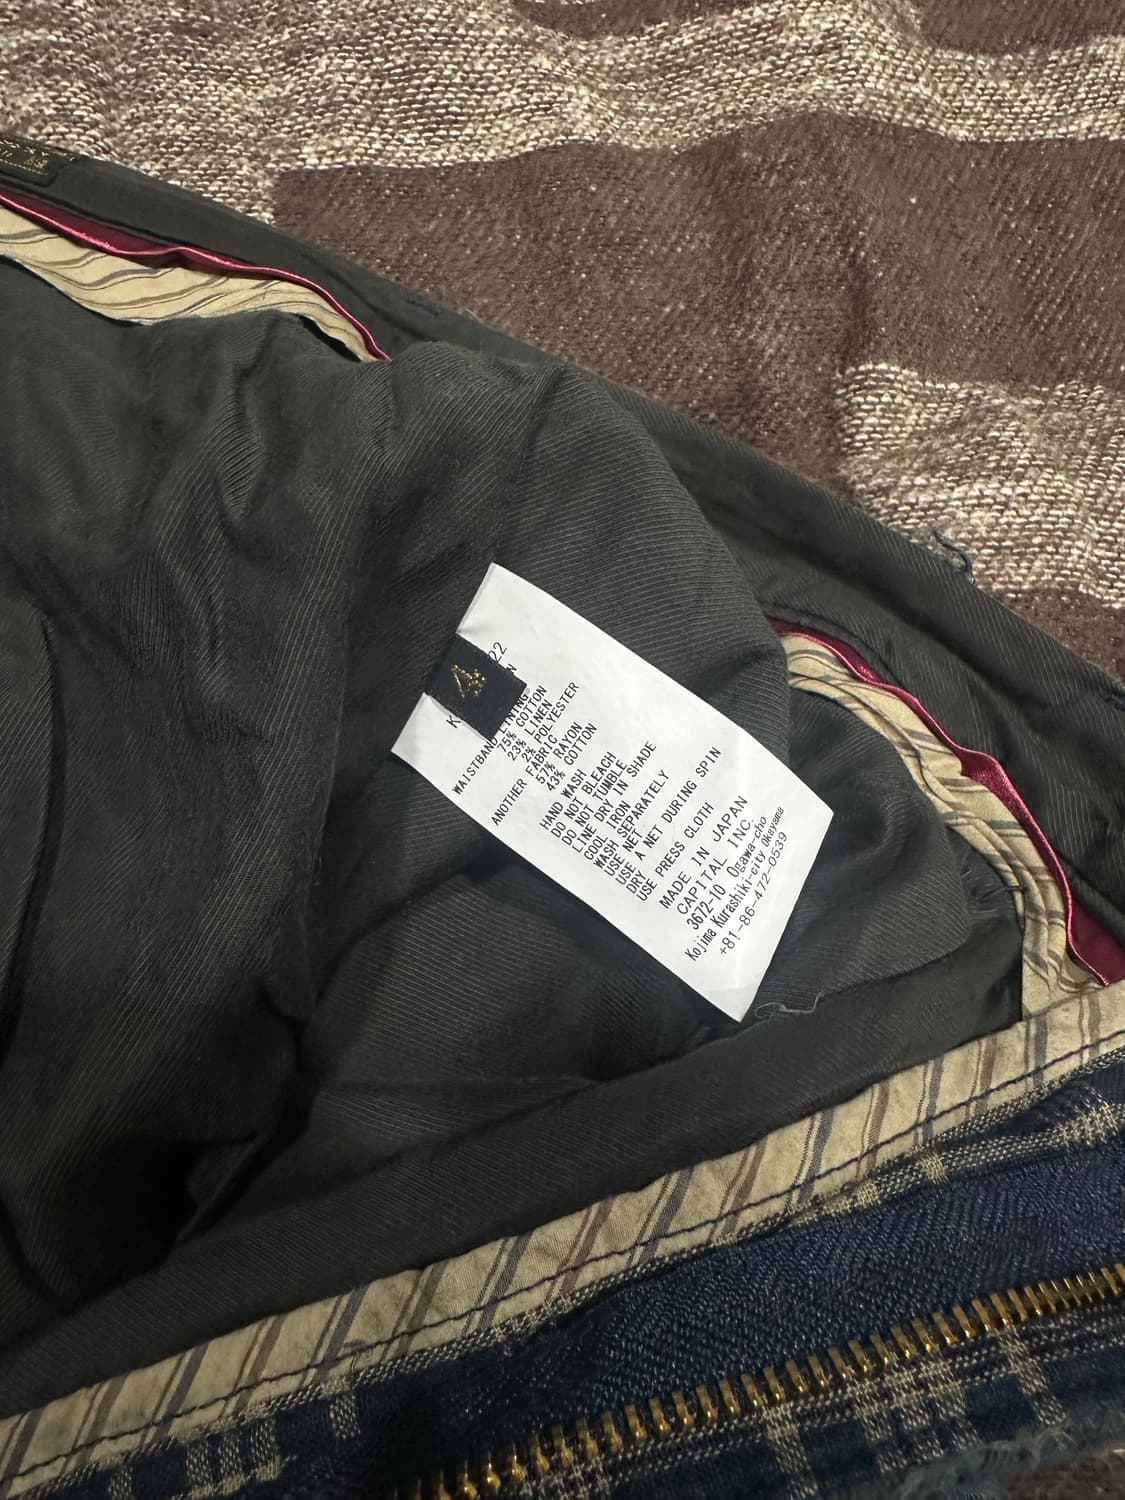 4
WAISTBAND LINING
75% COTTON
23% LINEN
2% POLYESTER
ANOTHER FABRIC
57% RAYON
43% COTTON
HAND WASH
DO NOT BLEACH
DO NOT TUMBLE
LINE DRY IN SHADE
COOL IRON
WASH SEPARATELY
USE NET
USE A NET DURING SPIN
DRY
USE PRESS CLOTH
MADE IN JAPAN
CAPITAL INC.
3672-10 Ogawa-cho
Kojima Kurashiki-city Okayama
+81-86-472-0539